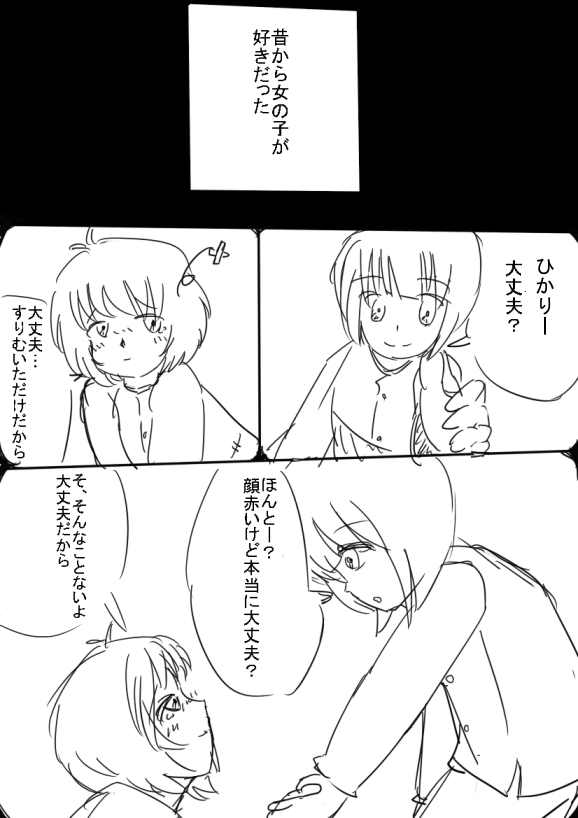 昔から女の子が
好きだった
ひかりー
大丈夫？
大丈夫…
すりむいただけだから
ほんとー？
顔赤いけど本当に大丈夫？
そ、そんなことないよ
大丈夫だから